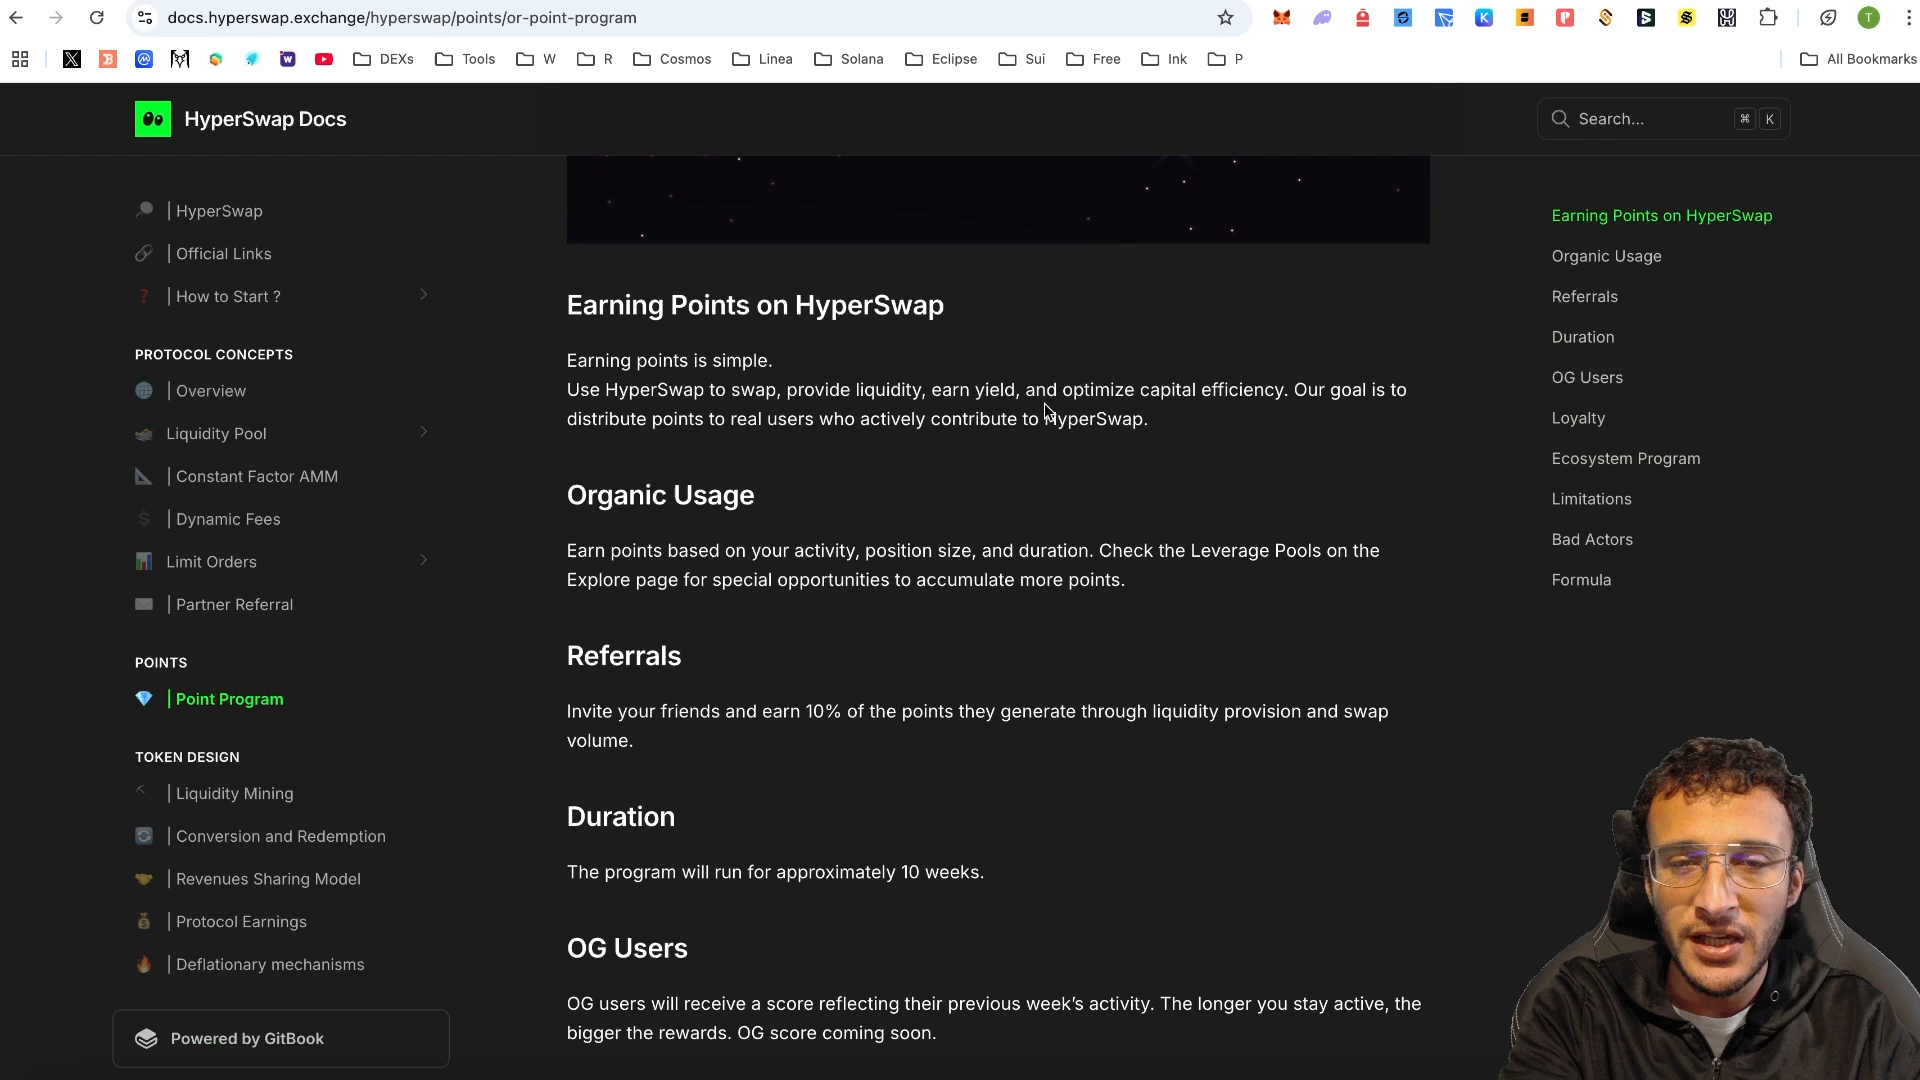 docs.hyperswap.exchange/hyperswap/points/or-point-program
T
DEXs
Tools
W
R
Cosmos
Linea
Solana
Eclipse
Sui
Free
Ink
P
All Bookmarks
HyperSwap Docs
Search...
⌘ K
| HyperSwap
| Official Links
| How to Start ?
PROTOCOL CONCEPTS
| Overview
Liquidity Pool
| Constant Factor AMM
| Dynamic Fees
Limit Orders
| Partner Referral
POINTS
| Point Program
TOKEN DESIGN
| Liquidity Mining
| Conversion and Redemption
| Revenues Sharing Model
| Protocol Earnings
| Deflationary mechanisms
Powered by GitBook
Earning Points on HyperSwap
Earning points is simple.
Use HyperSwap to swap, provide liquidity, earn yield, and optimize capital efficiency. Our goal is to
distribute points to real users who actively contribute to HyperSwap.
Organic Usage
Earn points based on your activity, position size, and duration. Check the Leverage Pools on the
Explore page for special opportunities to accumulate more points.
Referrals
Invite your friends and earn 10% of the points they generate through liquidity provision and swap
volume.
Duration
The program will run for approximately 10 weeks.
OG Users
OG users will receive a score reflecting their previous week’s activity. The longer you stay active, the
bigger the rewards. OG score coming soon.
Earning Points on HyperSwap
Organic Usage
Referrals
Duration
OG Users
Loyalty
Ecosystem Program
Limitations
Bad Actors
Formula